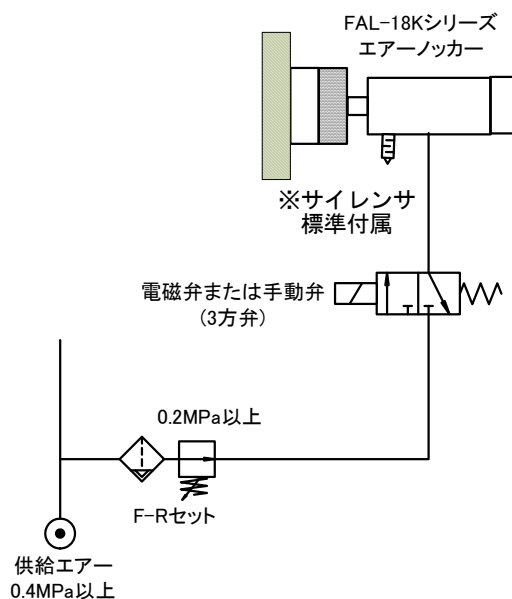 FAL-18Kシリーズ
エアーノッカー
※サイレンサ
標準付属
電磁弁または手動弁
(3方弁)
0.2MPa以上
F-Rセット
供給エアー
0.4MPa以上